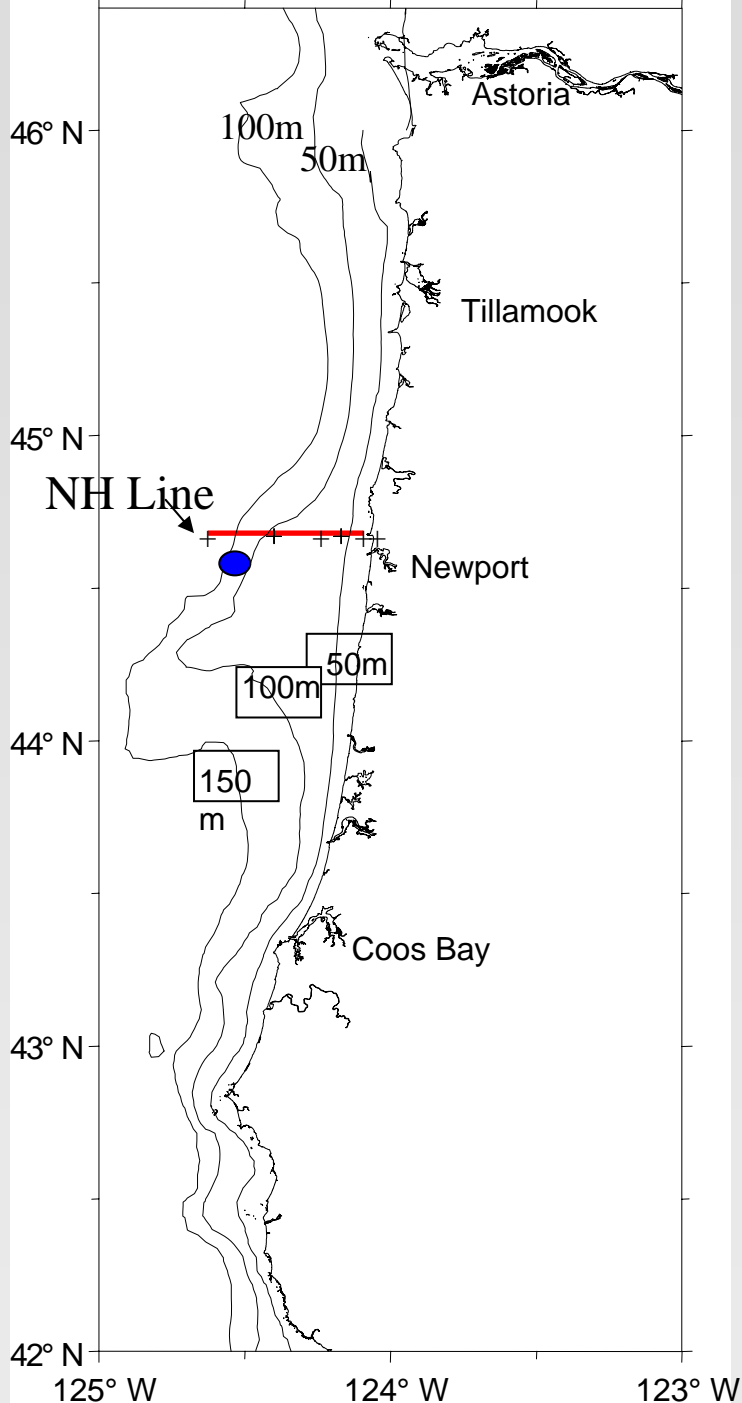 Astoria
100m
46° N
50m
Tillamook
45° N
NH Line
Newport
50m
100m
44° N
150
m
Coos Bay
43° N
42° N
125° W
124° W
123° W